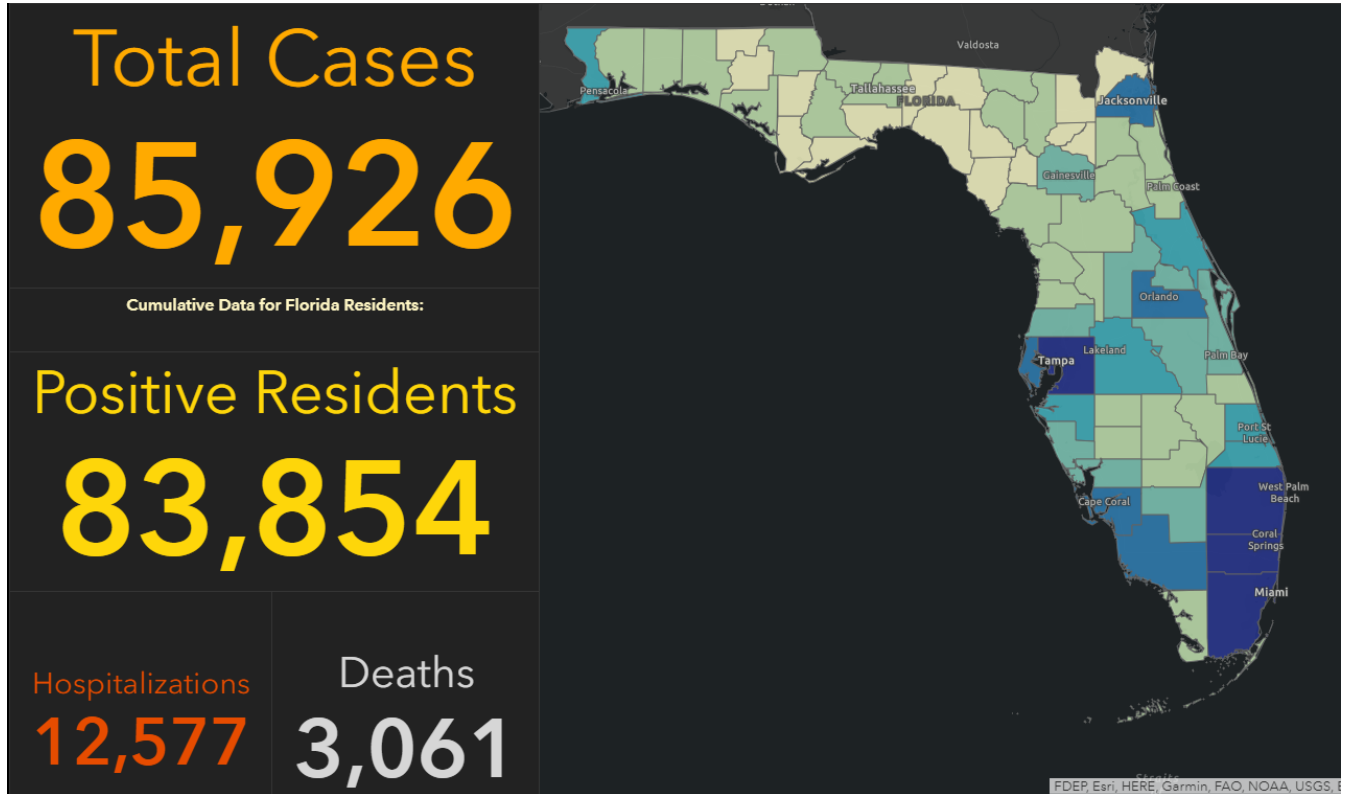 Total Cases
85,926
Cumulative Data for Florida Residents:
Positive Residents
83,854
Hospitalizations
12,577
Deaths
3,061
Valdosta
Pensacola
Tallahassee
FLORIDA
Jacksonville
Gainesville
Palm Coast
Orlando
Tampa
Lakeland
Palm Bay
Port St
Lucie
Cape Coral
West Palm
Beach
Coral
Springs
Miami
Straits
FDEP, Esri, HERE, Garmin, FAO, NOAA, USGS,